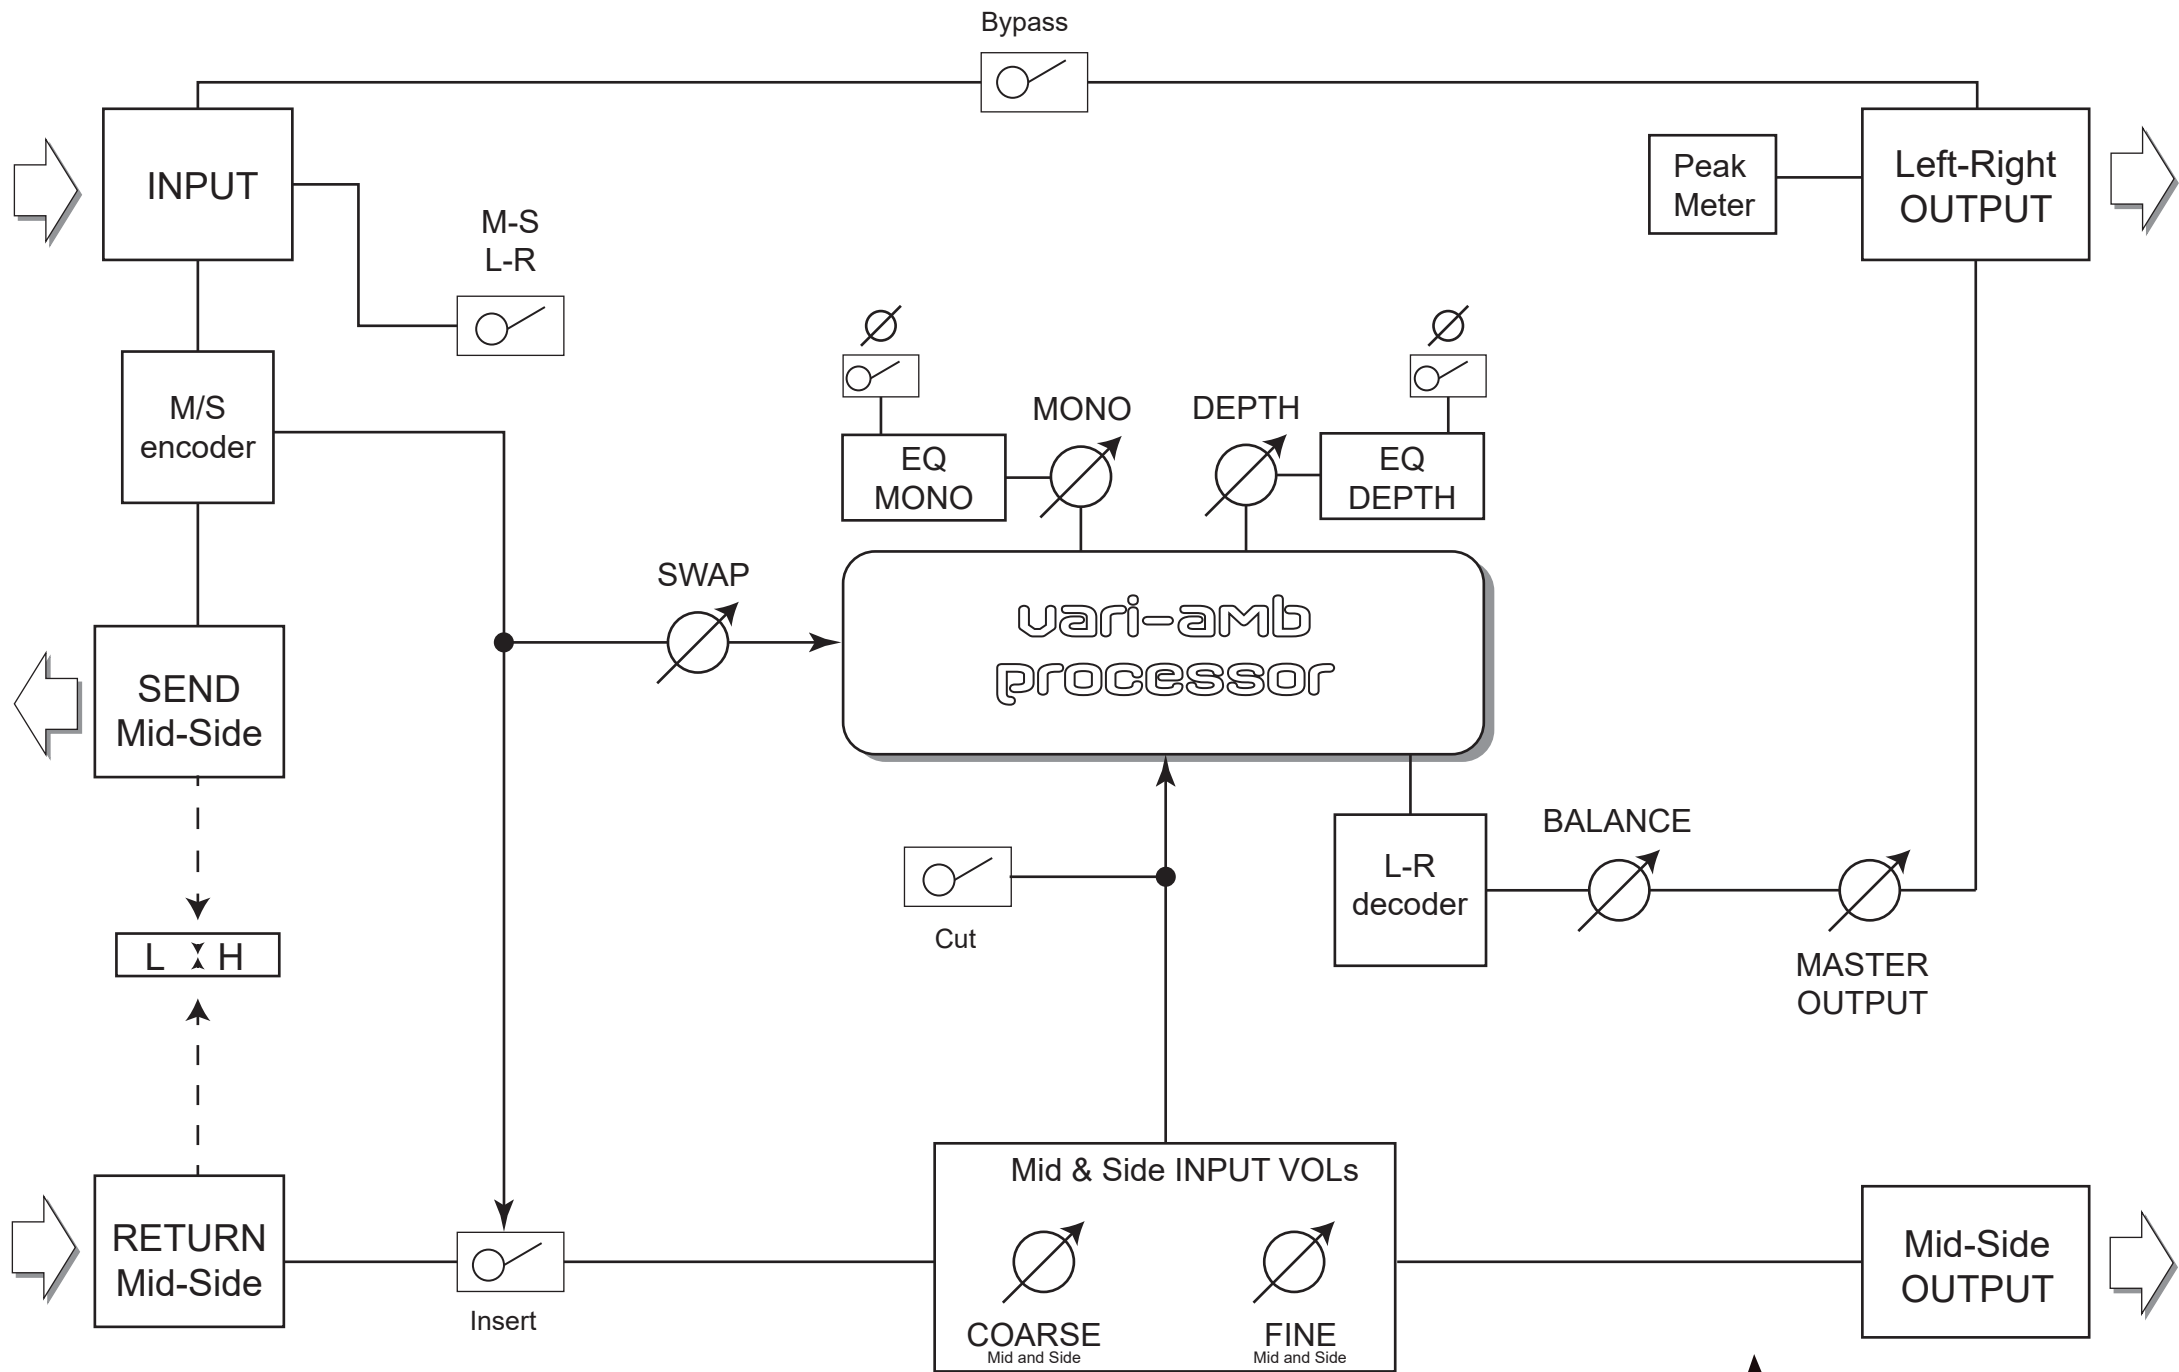 Bypass
INPUT
Peak
Meter
Left-Right
OUTPUT
M-S
L-R
M/S
encoder
MONO
DEPTH
EQ
MONO
EQ
DEPTH
SWAP
vari-amb
processor
SEND
Mid-Side
BALANCE
L-R
decoder
Cut
L H
MASTER
OUTPUT
Mid & Side INPUT VOLs
RETURN
Mid-Side
Insert
COARSE
Mid and Side
FINE
Mid and Side
Mid-Side
OUTPUT